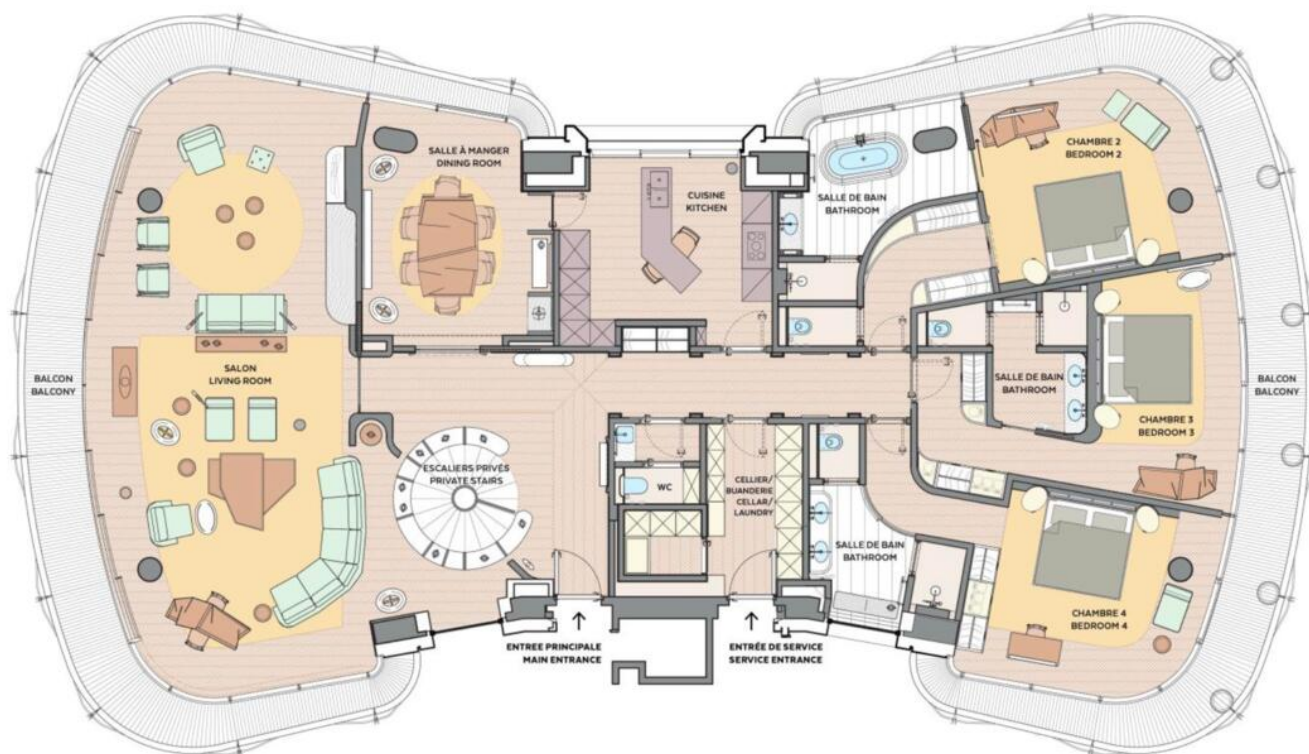 SALLE À MANGER
DINING ROOM
CUISINE
KITCHEN
SALLE DE BAIN
BATHROOM
CHAMBRE 2
BEDROOM 2
BALCON
BALCONY
SALON
LIVING ROOM
SALLE DE BAIN
BATHROOM
CHAMBRE 3
BEDROOM 3
BALCON
BALCONY
ESCALIERS PRIVÉS
PRIVATE STAIRS
WC
CELLIER/
BUANDERIE
CELLAR/
LAUNDRY
SALLE DE BAIN
BATHROOM
CHAMBRE 4
BEDROOM 4
ENTREE PRINCIPALE
MAIN ENTRANCE
ENTRÉE DE SERVICE
SERVICE ENTRANCE